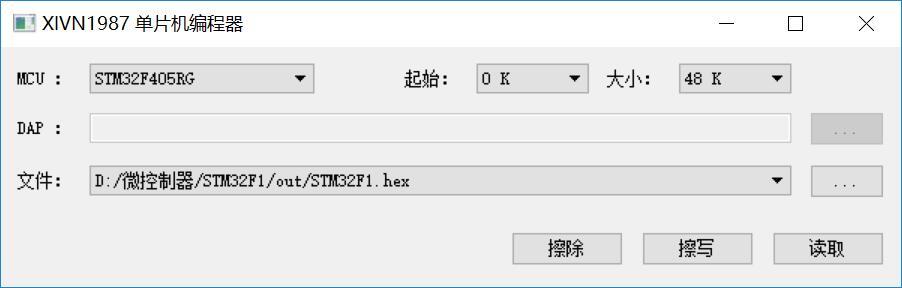 XIVN1987 单片机编程器
MCU : STM32F405RG 起始: 0 K 大小: 48 K
DAP : ...
文件: D:/微控制器/STM32F1/out/STM32F1.hex ...
擦除 擦写 读取